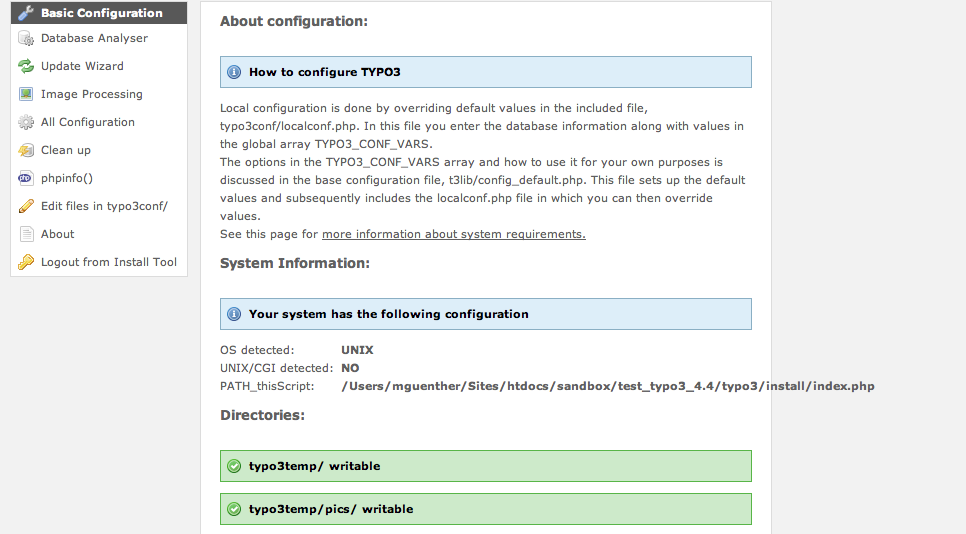 Basic Configuration
Database Analyser
Update Wizard
Image Processing
All Configuration
Clean up
php phpinfo()
Edit files in typo3conf/
About
Logout from Install Tool
About configuration:
How to configure TYPO3
Local configuration is done by overriding default values in the included file,
typo3conf/localconf.php. In this file you enter the database information along with values in
the global array TYPO3_CONF_VARS.
The options in the TYPO3_CONF_VARS array and how to use it for your own purposes is
discussed in the base configuration file, t3lib/config_default.php. This file sets up the default
values and subsequently includes the localconf.php file in which you can then override
values.
See this page for more information about system requirements.
System Information:
Your system has the following configuration
OS detected: UNIX
UNIX/CGI detected: NO
PATH_thisScript: /Users/mguenther/Sites/htdocs/sandbox/test_typo3_4.4/typo3/install/index.php
Directories:
typo3temp/ writable
typo3temp/pics/ writable